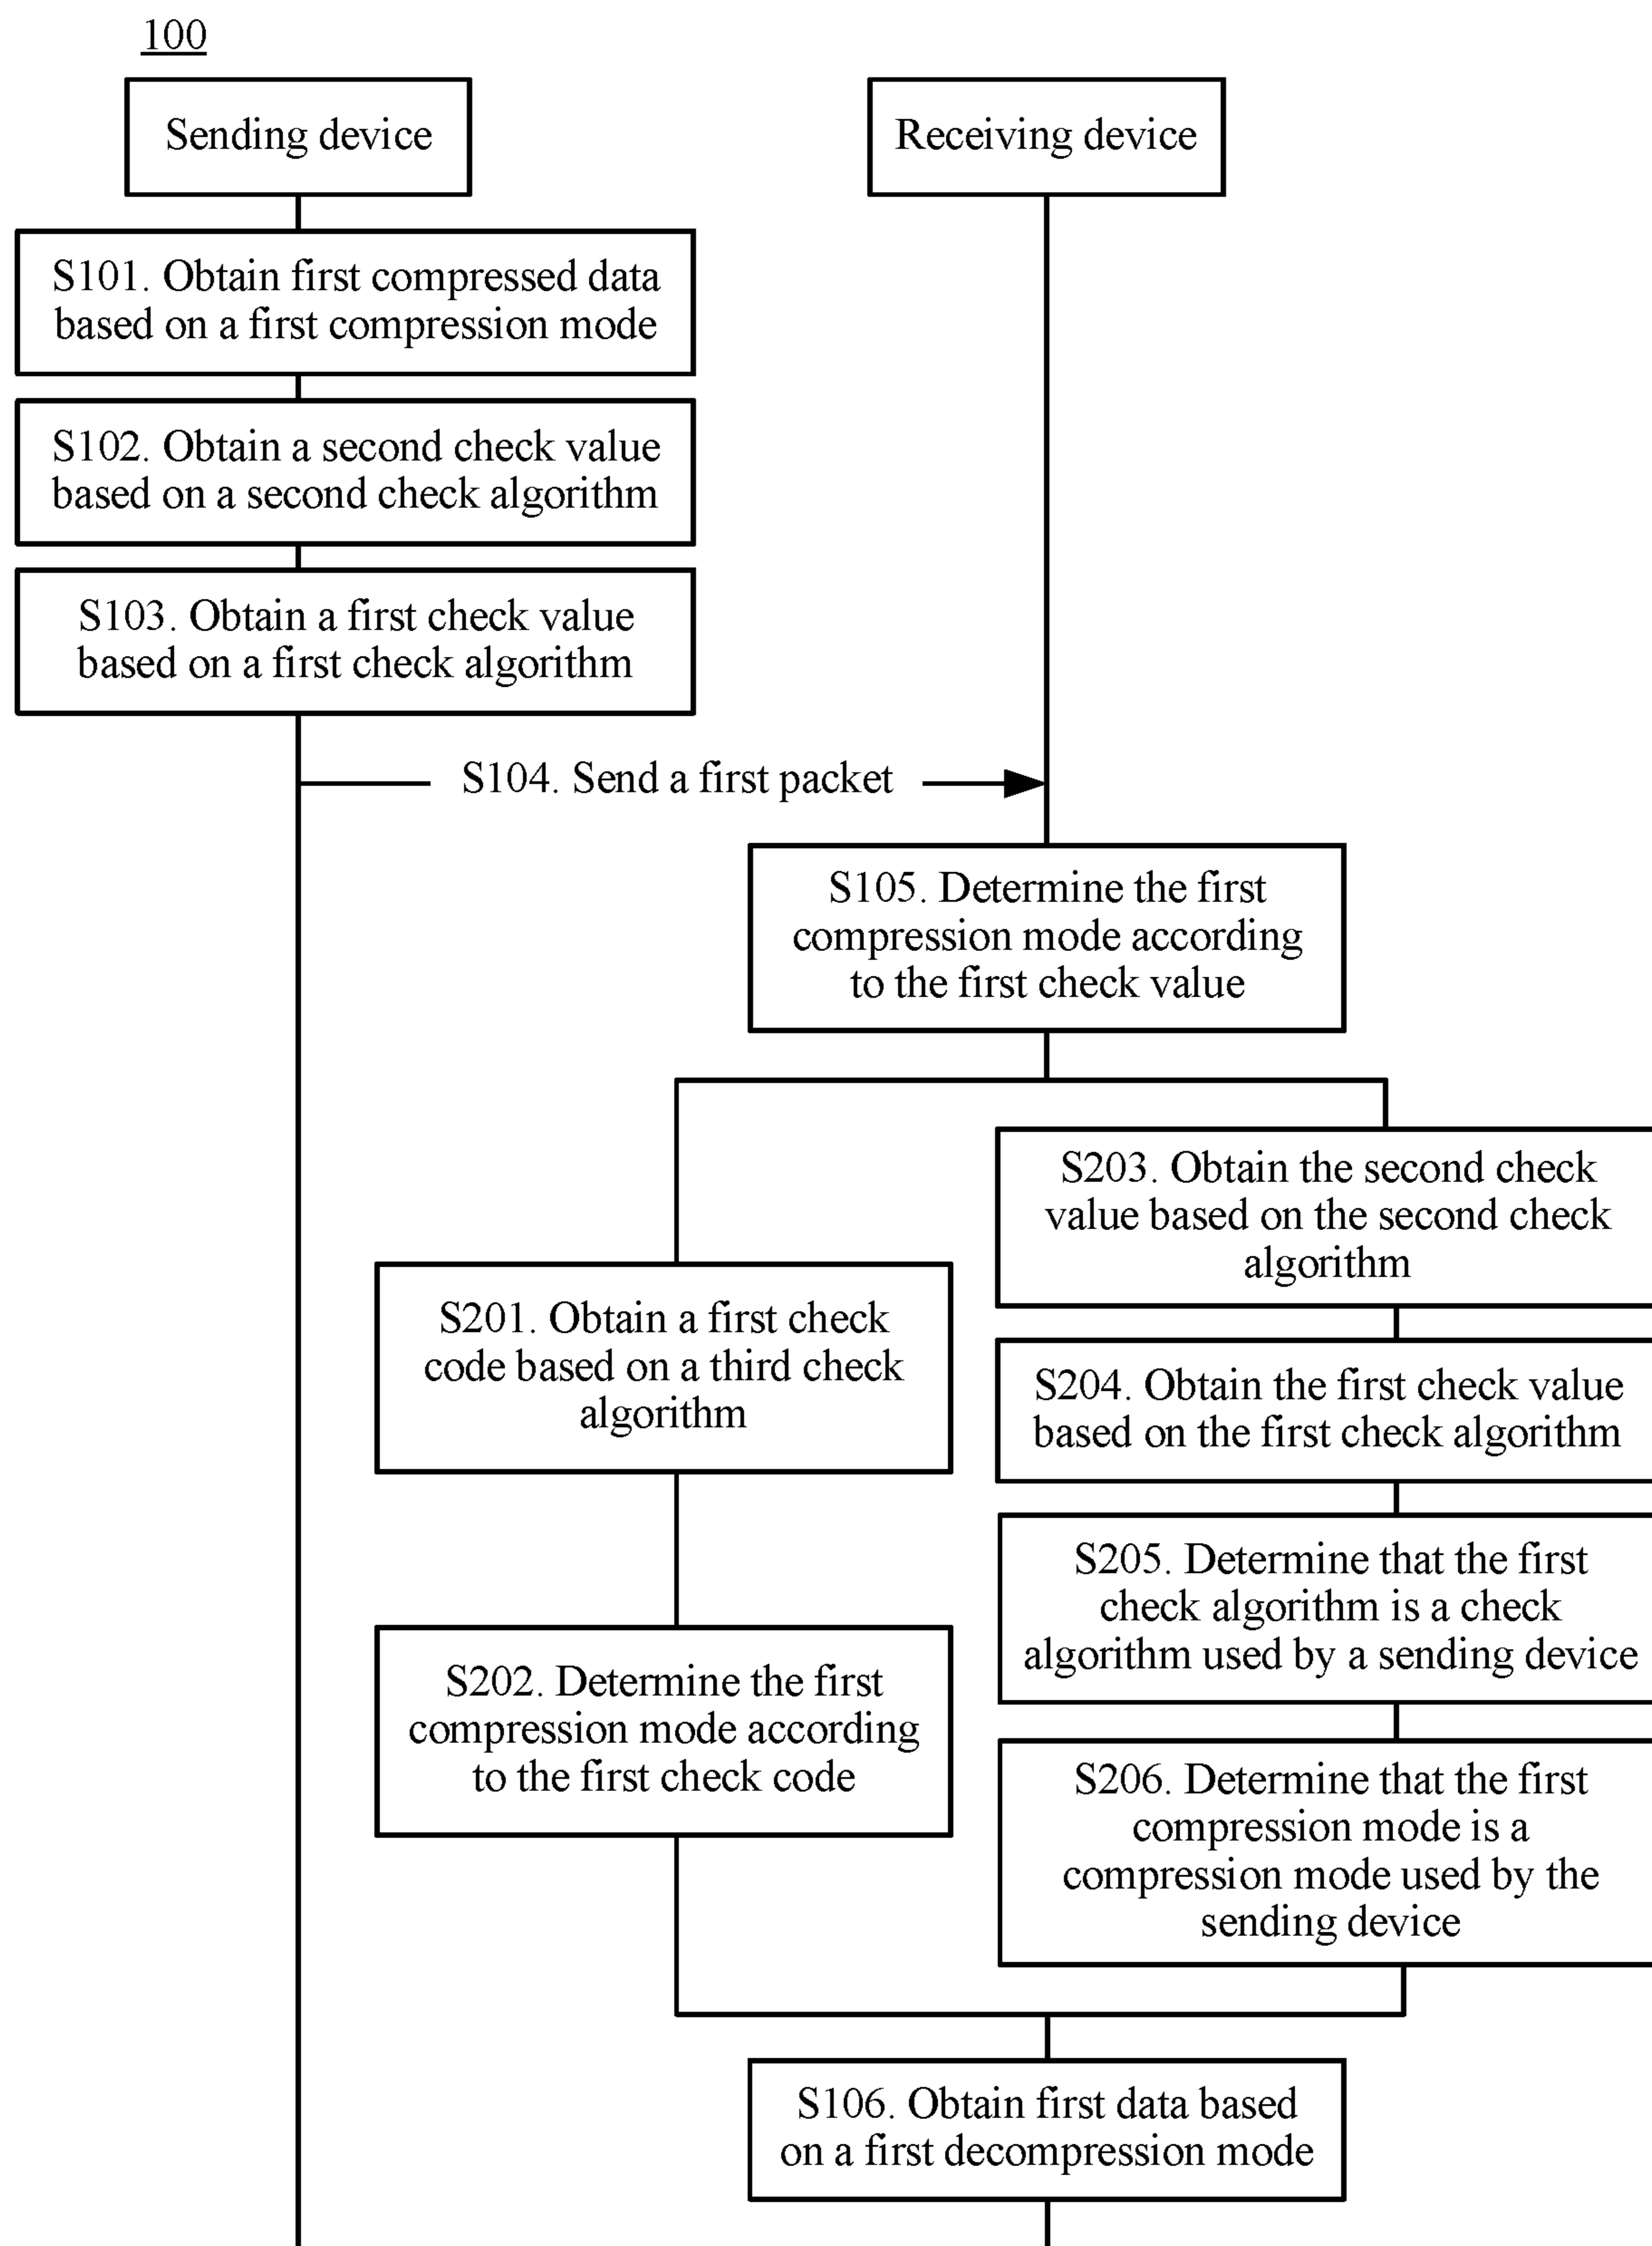 100
Sending device
Receiving device
S101. Obtain first compressed data
based on a first compression mode
S102. Obtain a second check value
based on a second check algorithm
S103. Obtain a first check value
based on a first check algorithm
S104. Send a first packet
S105. Determine the first
compression mode according
to the first check value
S201. Obtain a first check
code based on a third check
algorithm
S202. Determine the first
compression mode according
to the first check code
S203. Obtain the second check
value based on the second check
algorithm
S204. Obtain the first check value
based on the first check algorithm
S205. Determine that the first
check algorithm is a check
algorithm used by a sending device
S206. Determine that the first
compression mode is a
compression mode used by the
sending device
S106. Obtain first data based
on a first decompression mode